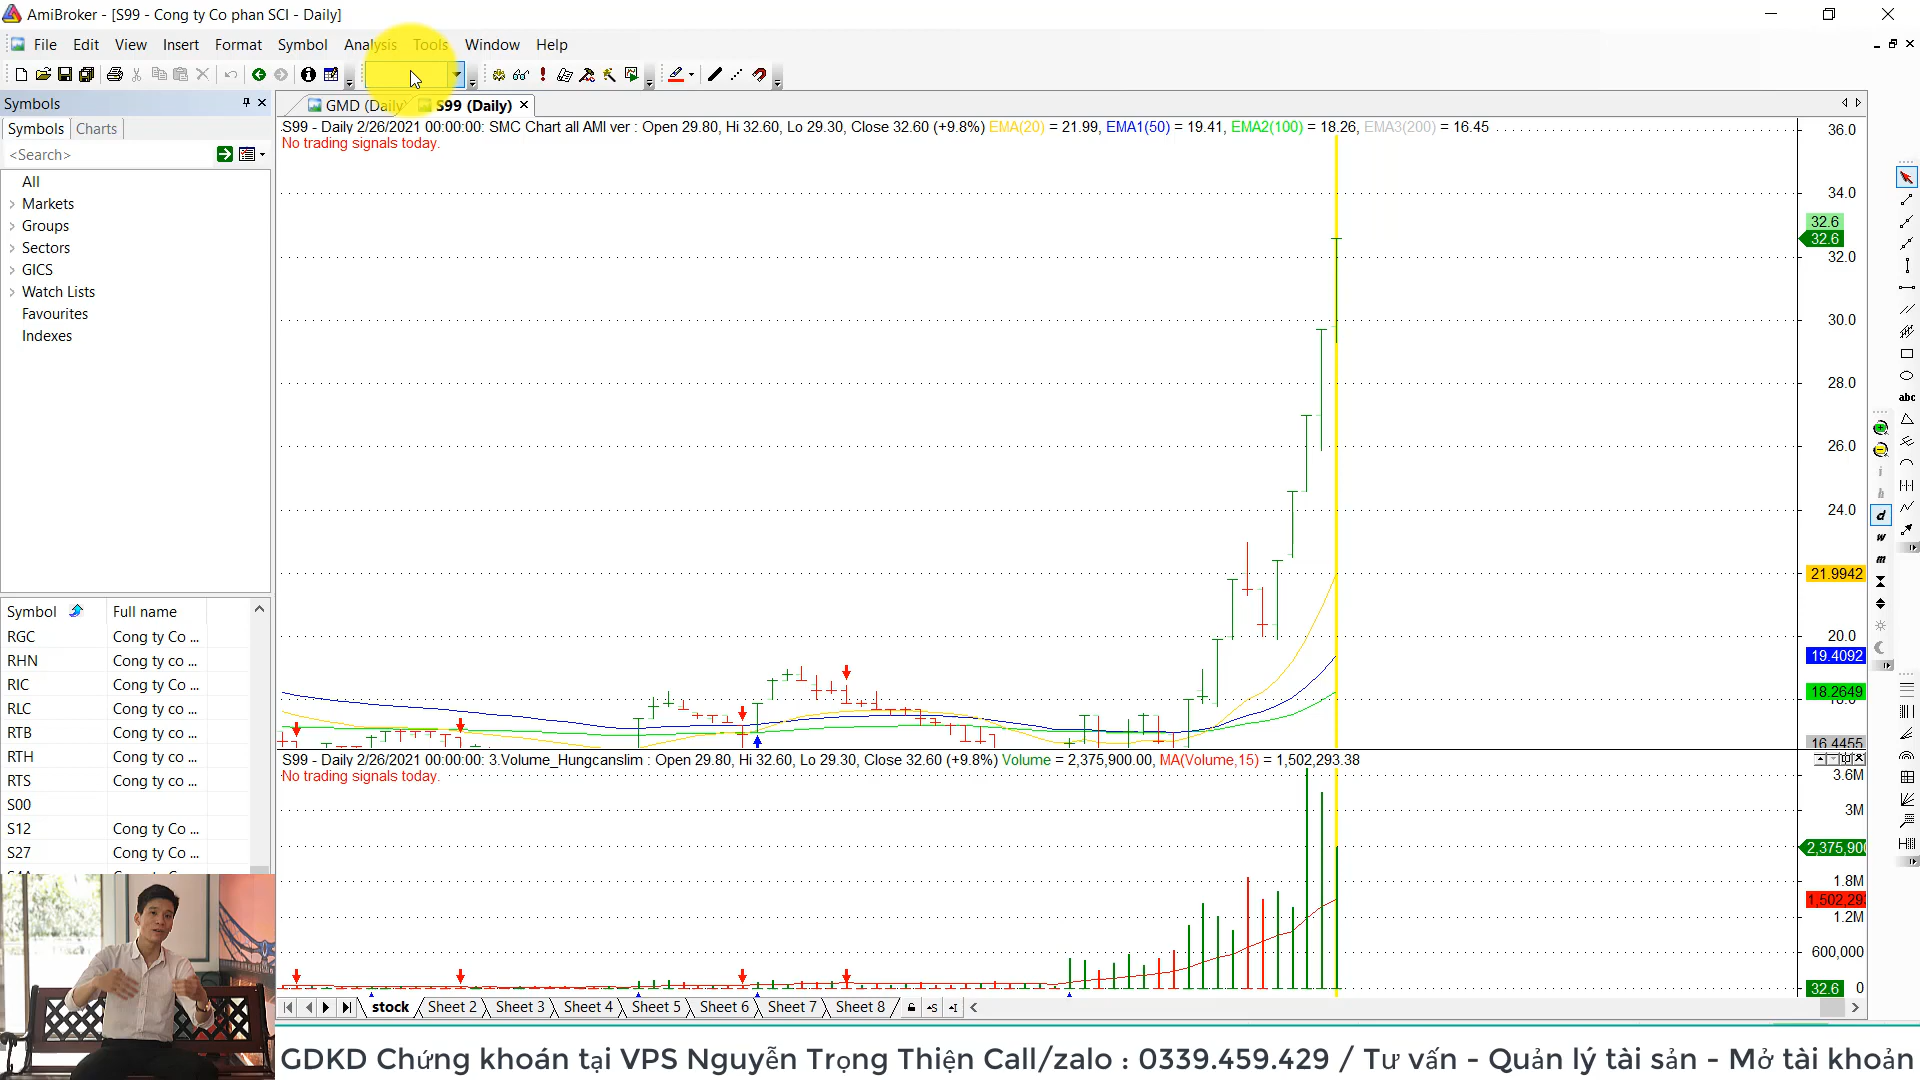 AmiBroker - [S99 - Cong ty Co phan SCI - Daily]
File Edit View Insert Format Symbol Analysis Tools Window Help
Symbols
GMD (Daily) S99 (Daily)
Symbols Charts
<Search>
All
Markets
Groups
Sectors
GICS
Watch Lists
Favourites
Indexes
Symbol Full name
RGC Cong ty Co ...
RHN Cong ty co ...
RIC Cong ty Co ...
RLC Cong ty Co ...
RTB Cong ty Co ...
RTH Cong ty Co ...
RTS Cong ty co ...
S00
S12 Cong ty Co ...
S27 Cong ty Co ...
S99 - Daily 2/26/2021 00:00:00: SMC Chart all AMI ver : Open 29.80, Hi 32.60, Lo 29.30, Close 32.60 (+9.8%) EMA(20) = 21.99, EMA1(50) = 19.41, EMA2(100) = 18.26, EMA3(200) = 16.45
No trading signals today.
36.0
34.0
32.6
32.6
32.0
30.0
28.0
26.0
24.0
21.9942
20.0
19.4092
18.2649
16.4455
S99 - Daily 2/26/2021 00:00:00: 3.Volume_Hungcanslim : Open 29.80, Hi 32.60, Lo 29.30, Close 32.60 (+9.8%) Volume = 2,375,900.00, MA(Volume,15) = 1,502,293.38
No trading signals today.
3.6M
3M
2,375,900
1.8M
1,502,293
1.2M
600,000
32.6 0
abc
i
h
d
w
m
stock Sheet 2 Sheet 3 Sheet 4 Sheet 5 Sheet 6 Sheet 7 Sheet 8
GDKD Chứng khoán tại VPS Nguyễn Trọng Thiện Call/zalo : 0339.459.429 / Tư vấn - Quản lý tài sản - Mở tài khoản